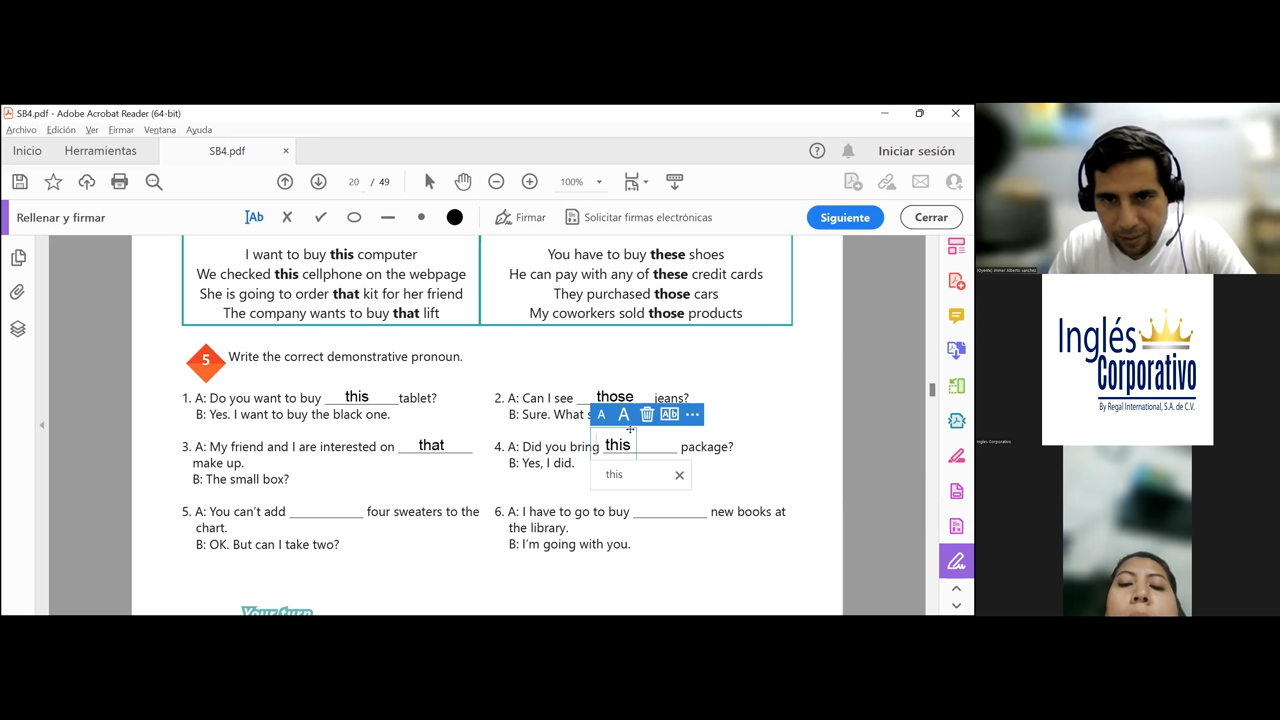 SB4.pdf - Adobe Acrobat Reader (64-bit)
Archivo Edición Ver Firmar Ventana Ayuda
Inicio Herramientas SB4.pdf × Iniciar sesión
20 / 49 100%
Rellenar y firmar Ab Firmar Solicitar firmas electrónicas Siguiente Cerrar
I want to buy this computer
We checked this cellphone on the webpage
She is going to order that kit for her friend
The company wants to buy that lift
You have to buy these shoes
He can pay with any of these credit cards
They purchased those cars
My coworkers sold those products
5 Write the correct demonstrative pronoun.
1. A: Do you want to buy this tablet?
B: Yes. I want to buy the black one.
2. A: Can I see those jeans?
B: Sure. What
A A Ab
3. A: My friend and I are interested on that
make up.
B: The small box?
4. A: Did you bring this package?
B: Yes, I did.
this
5. A: You can't add ___________ four sweaters to the
chart.
B: OK. But can I take two?
6. A: I have to go to buy ___________ new books at
the library.
B: I'm going with you.
Your turn
Inglés
Corporativo
By Regal International, S.A. de C.V.
Inglés Corporativo